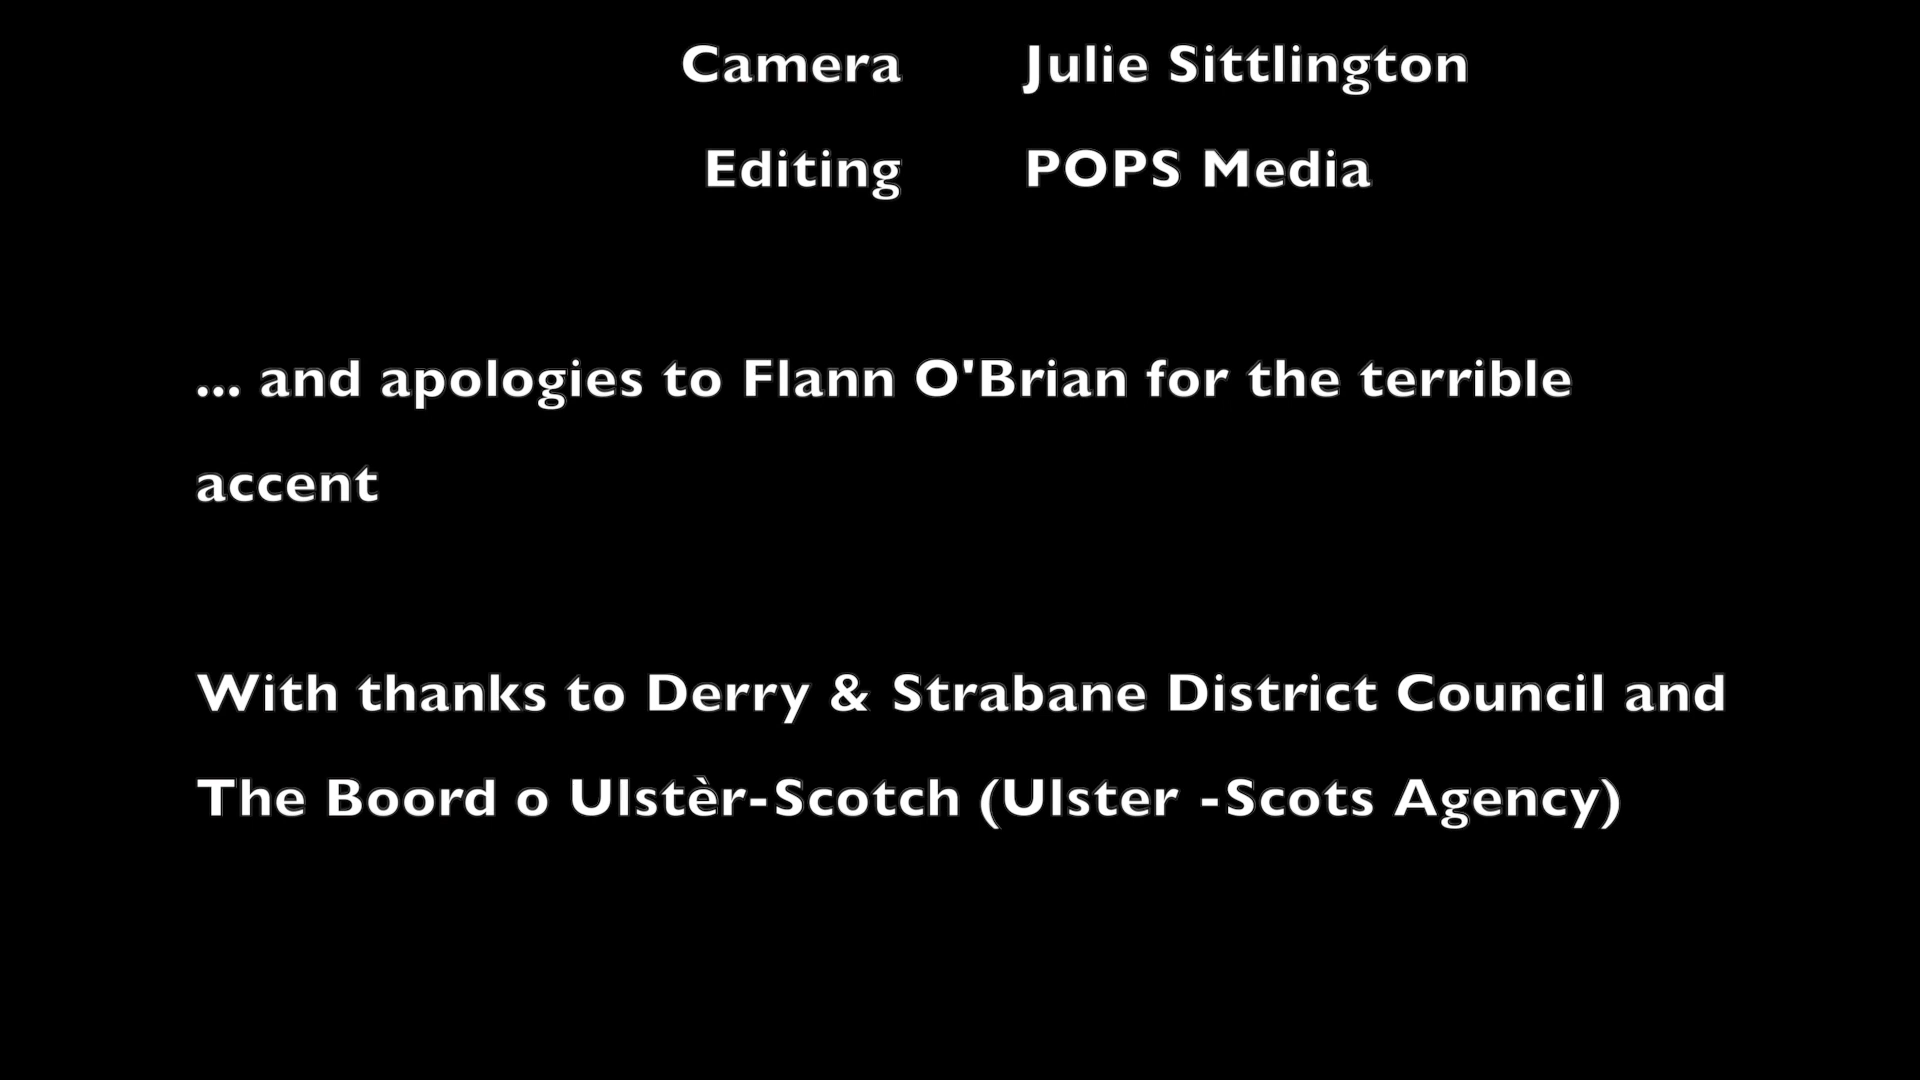 Camera Julie Sittlington
Editing POPS Media
... and apologies to Flann O'Brian for the terrible
accent
With thanks to Derry & Strabane District Council and
The Boord o Ulstèr-Scotch (Ulster -Scots Agency)